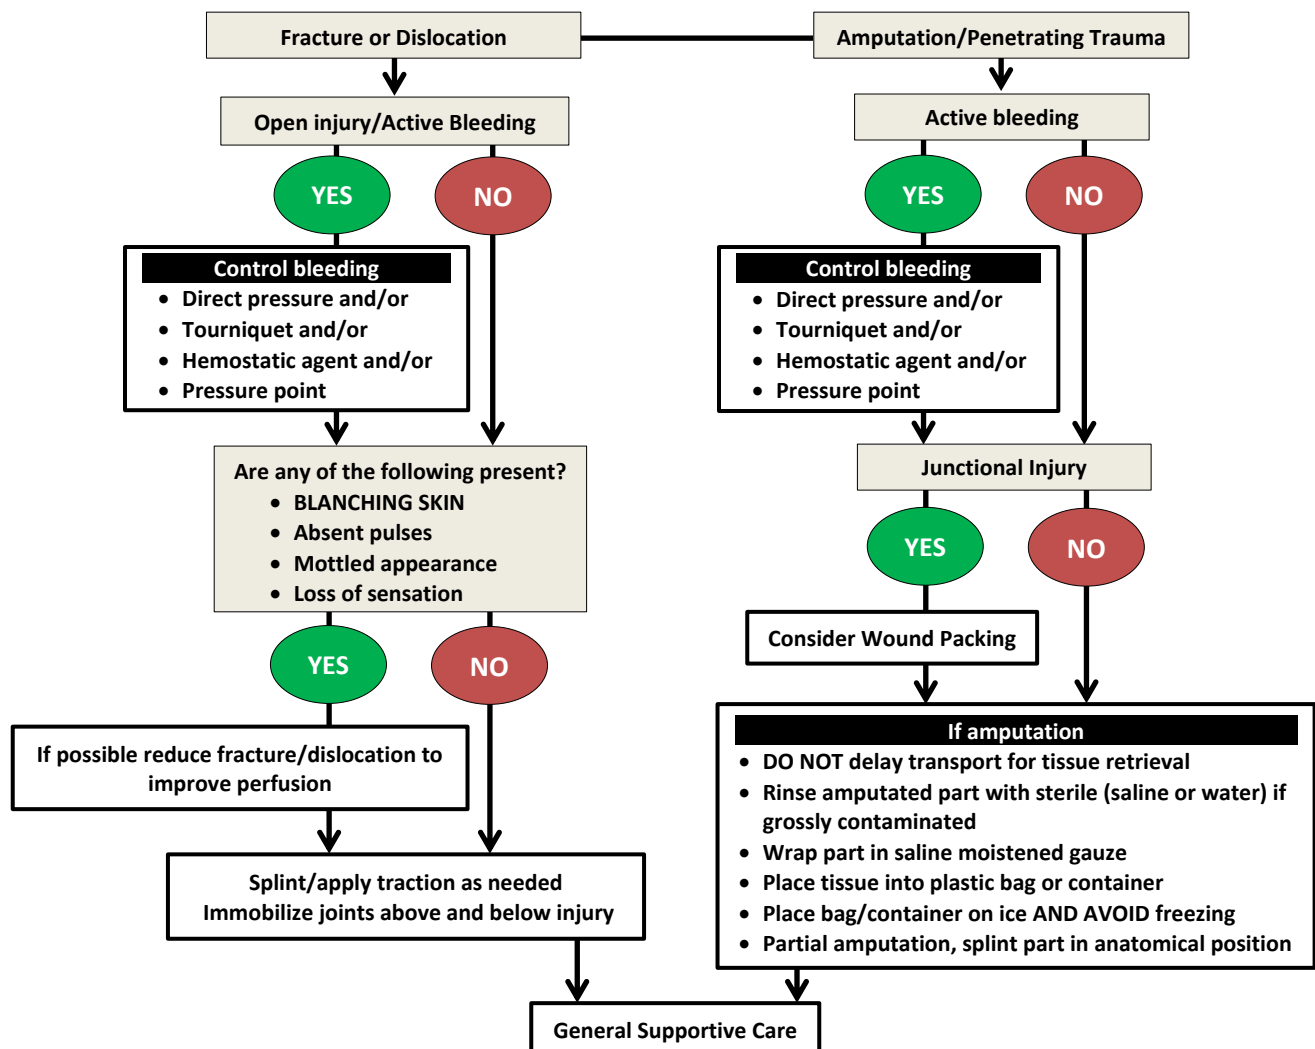 Fracture or Dislocation
Amputation/Penetrating Trauma
Open injury/Active Bleeding
Active bleeding
YES
NO
YES
NO
Control bleeding
• Direct pressure and/or
• Tourniquet and/or
• Hemostatic agent and/or
• Pressure point
Control bleeding
• Direct pressure and/or
• Tourniquet and/or
• Hemostatic agent and/or
• Pressure point
Are any of the following present?
• BLANCHING SKIN
• Absent pulses
• Mottled appearance
• Loss of sensation
Junctional Injury
YES
NO
YES
NO
Consider Wound Packing
If possible reduce fracture/dislocation to
improve perfusion
If amputation
• DO NOT delay transport for tissue retrieval
• Rinse amputated part with sterile (saline or water) if
grossly contaminated
• Wrap part in saline moistened gauze
• Place tissue into plastic bag or container
• Place bag/container on ice AND AVOID freezing
• Partial amputation, splint part in anatomical position
Splint/apply traction as needed
Immobilize joints above and below injury
General Supportive Care